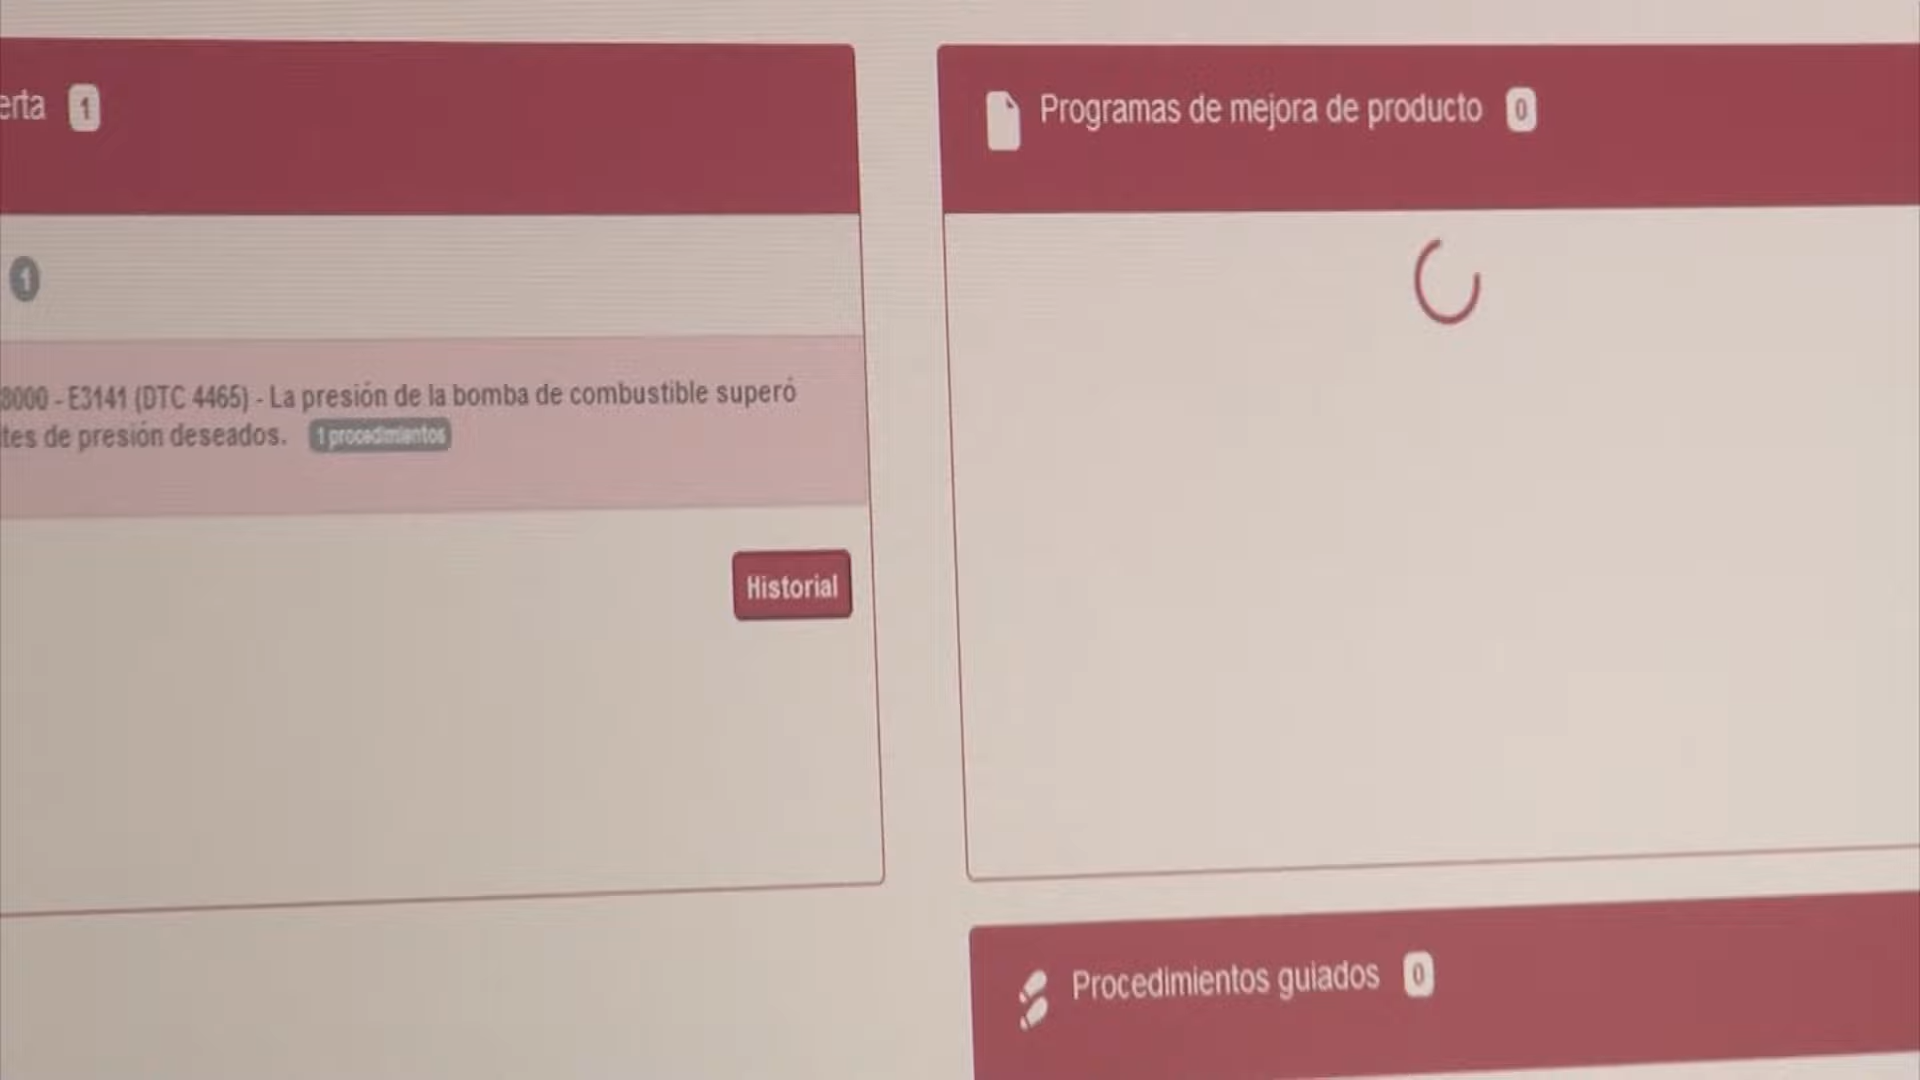 erta 1
1
8000 - E3141 (DTC 4465) - La presión de la bomba de combustible superó
ites de presión deseados. 1 procedimientos
Historial
Programas de mejora de producto 0
Procedimientos guiados 0